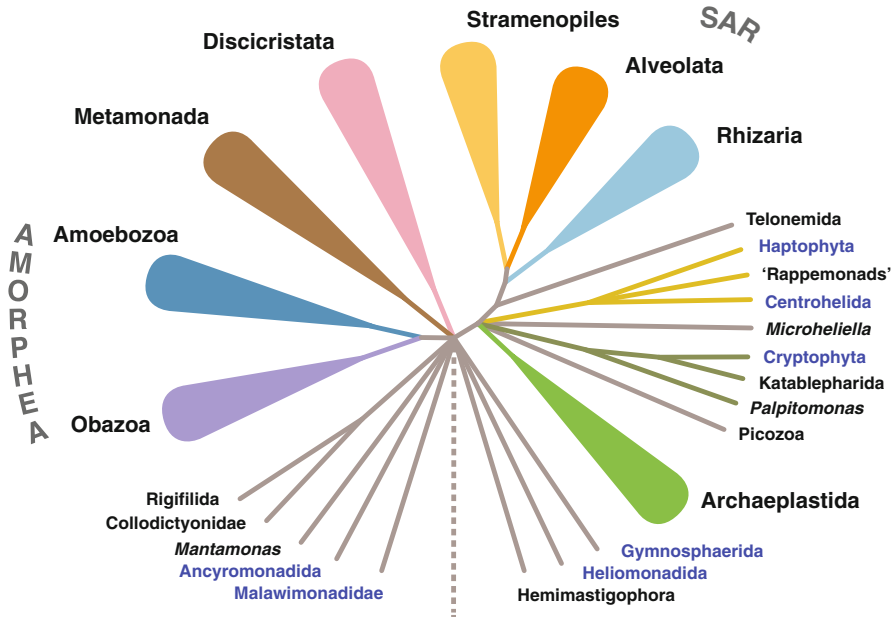 Stramenopiles
SAR
Discicristata
Alveolata
Metamonada
Rhizaria
Telonemida
AMORPHEA
Amoebozoa
Haptophyta
‘Rappemonads’
Centrohelida
Microheliella
Cryptophyta
Katablepharida
Palpitomonas
Obazoa
Picozoa
Rigifilida
Archaeplastida
Collodictyonidae
Mantamonas
Gymnosphaerida
Ancyromonadida
Heliomonadida
Malawimonadidae
Hemimastigophora